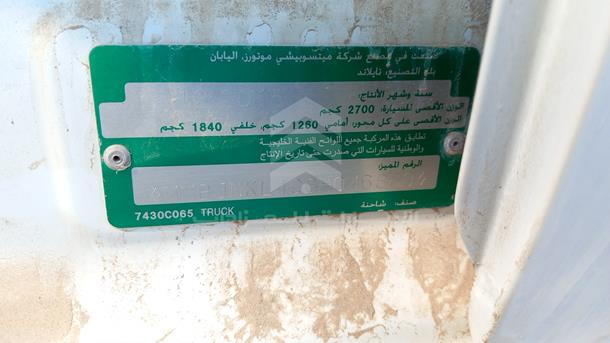 صنعت في مصنع شركة ميتسوبيشي موتورز، اليابان
بلد التصنيع: تايلاند
سنة وشهر الأنتاج:
الوزن الأقصى للسيارة: 2700 كجم
الوزن الأقصى على كل محور: أمامي 1260 كجم، خلفي 1840 كجم
تطابق هذه المركبة جميع اللوائح الفنية الخليجية
والوطنية للسيارات التي صدرت حتى تاريخ الإنتاج
الرقم المميز:
صنف: شاحنة
7430C065 TRUCK